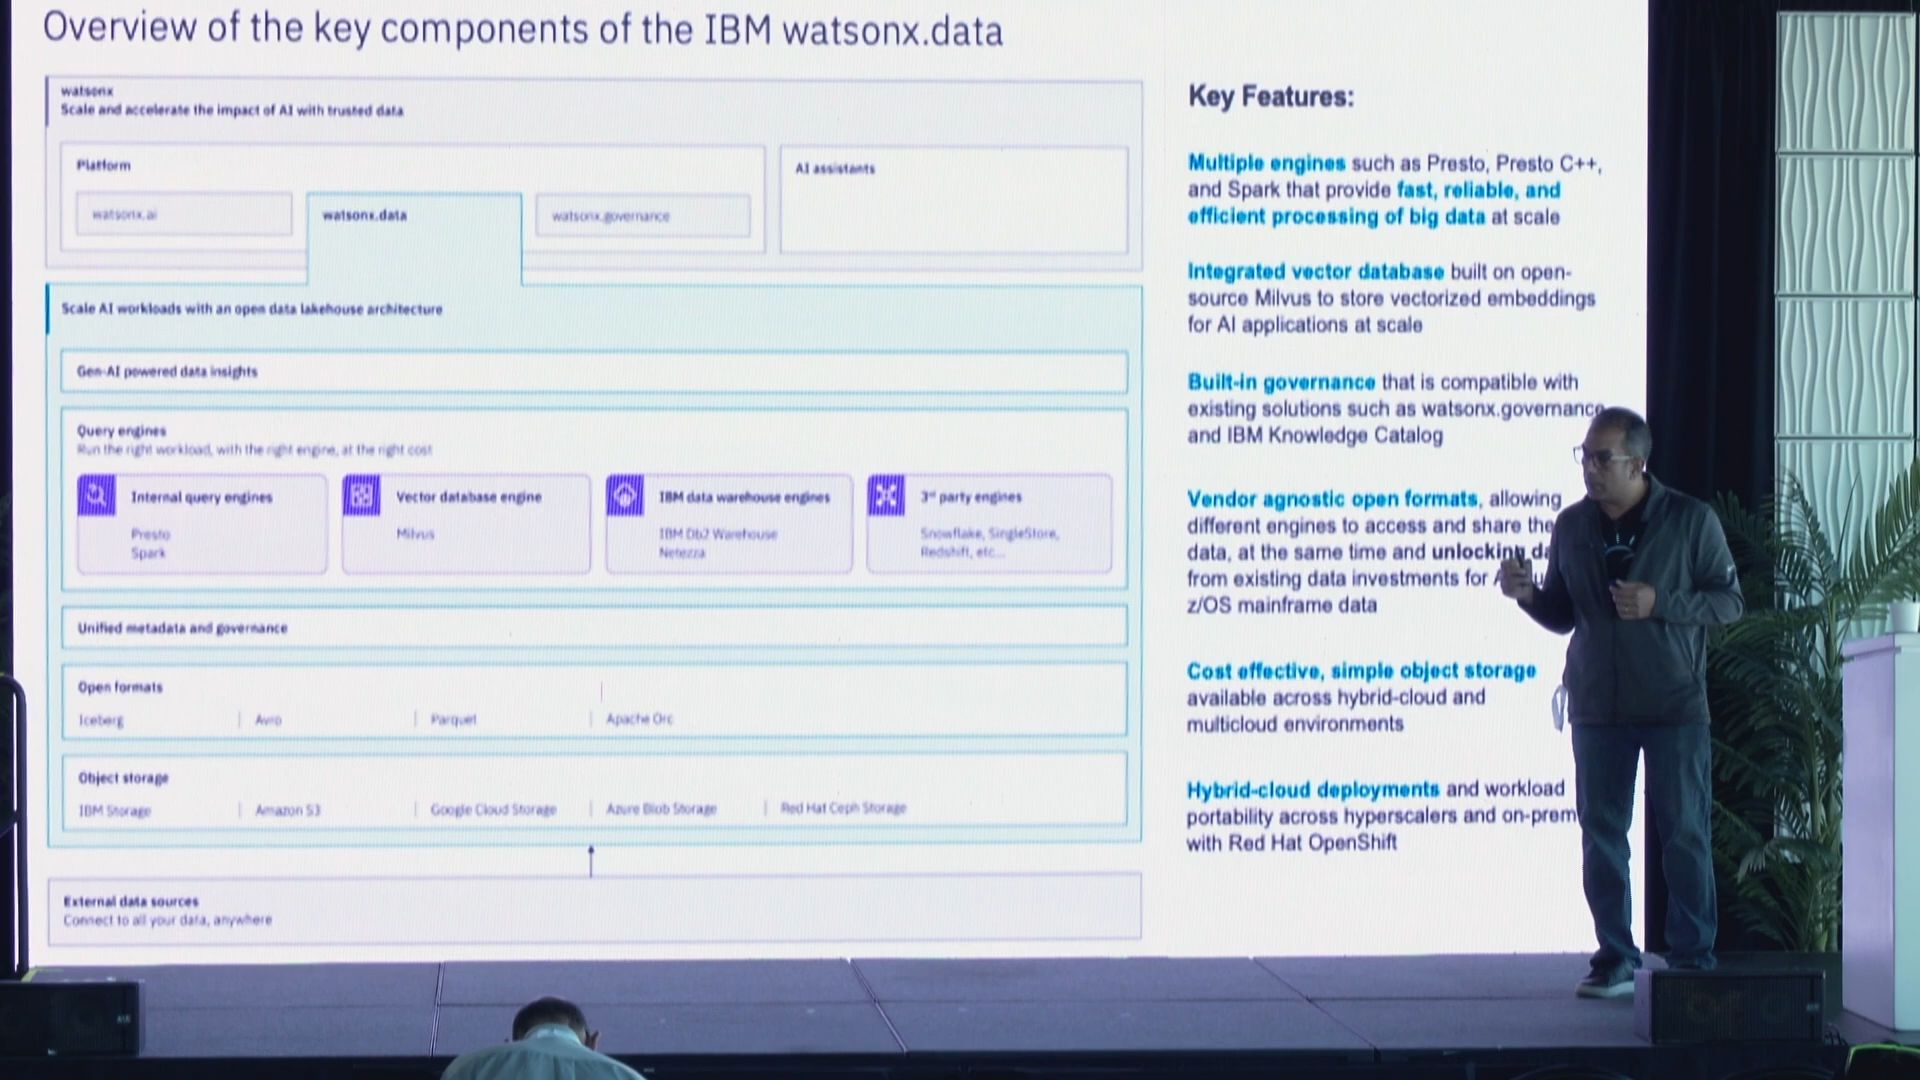 Overview of the key components of the IBM watsonx.data
watsonx
Scale and accelerate the impact of AI with trusted data
Platform
watsonx.ai
watsonx.data
watsonx.governance
AI assistants
Scale AI workloads with an open data lakehouse architecture
Gen-AI powered data insights
Query engines
Run the right workload, with the right engine, at the right cost
Internal query engines
Presto
Spark
Vector database engine
Milvus
IBM data warehouse engines
IBM Db2 Warehouse
Netezza
3rd party engines
Snowflake, SingleStore,
Redshift, etc...
Unified metadata and governance
Open formats
Iceberg | Avro | Parquet | Apache Orc
Object storage
IBM Storage | Amazon S3 | Google Cloud Storage | Azure Blob Storage | Red Hat Ceph Storage
External data sources
Connect to all your data, anywhere
Key Features:
Multiple engines such as Presto, Presto C++,
and Spark that provide fast, reliable, and
efficient processing of big data at scale
Integrated vector database built on open-
source Milvus to store vectorized embeddings
for AI applications at scale
Built-in governance that is compatible with
existing solutions such as watsonx.governance
and IBM Knowledge Catalog
Vendor agnostic open formats, allowing
different engines to access and share the
data, at the same time and unlocking
from existing data investments for
z/OS mainframe data
Cost effective, simple object storage
available across hybrid-cloud and
multicloud environments
Hybrid-cloud deployments and workload
portability across hyperscalers and on-prem
with Red Hat OpenShift